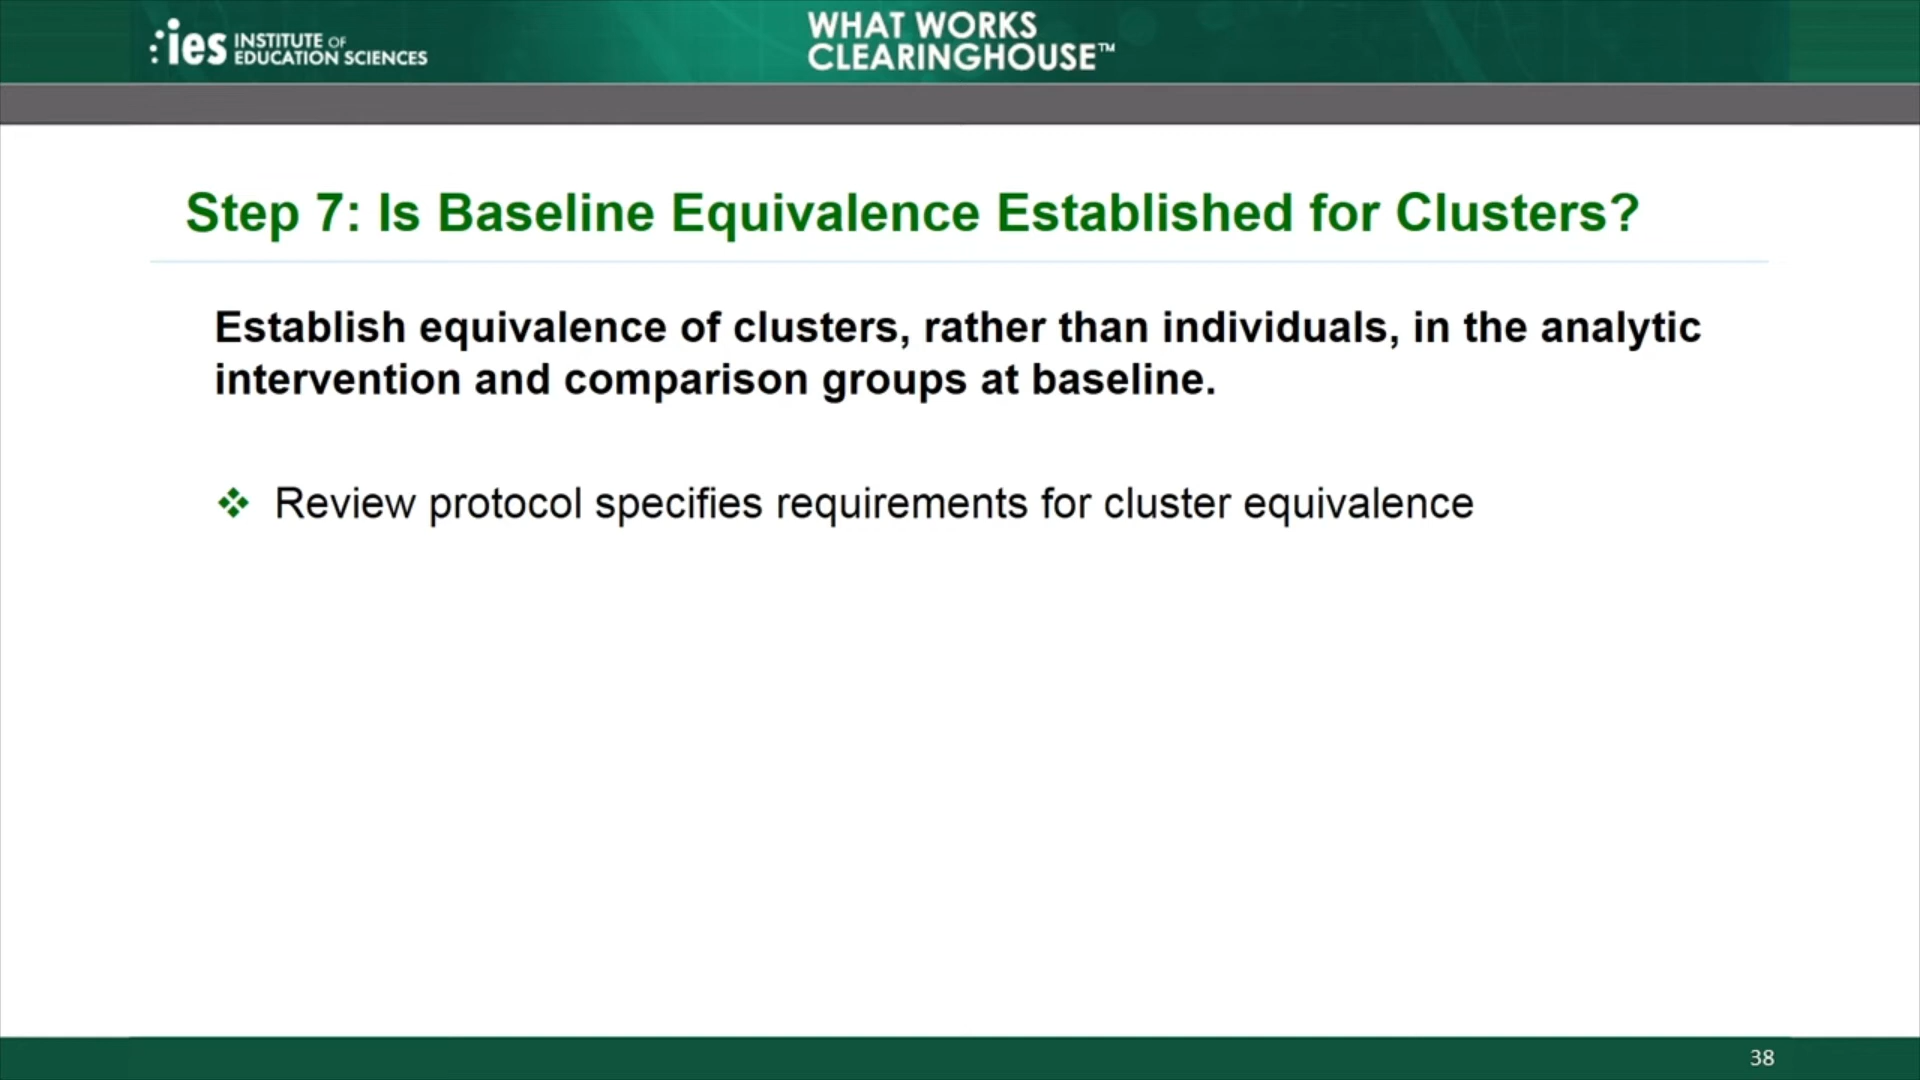 ies INSTITUTE OF
EDUCATION SCIENCES
WHAT WORKS
CLEARINGHOUSE™
Step 7: Is Baseline Equivalence Established for Clusters?
Establish equivalence of clusters, rather than individuals, in the analytic
intervention and comparison groups at baseline.
❖ Review protocol specifies requirements for cluster equivalence
38